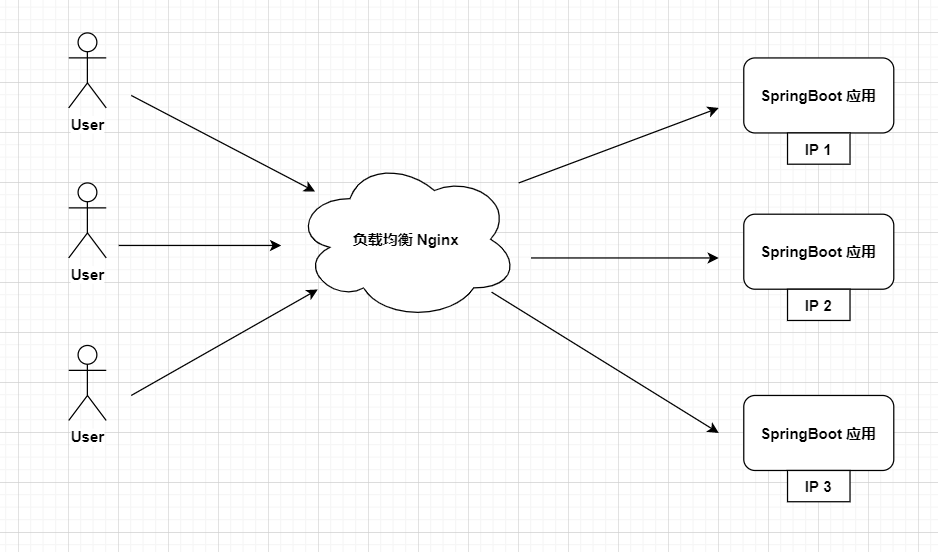 User
User
User
负载均衡 Nginx
SpringBoot 应用
IP 1
SpringBoot 应用
IP 2
SpringBoot 应用
IP 3